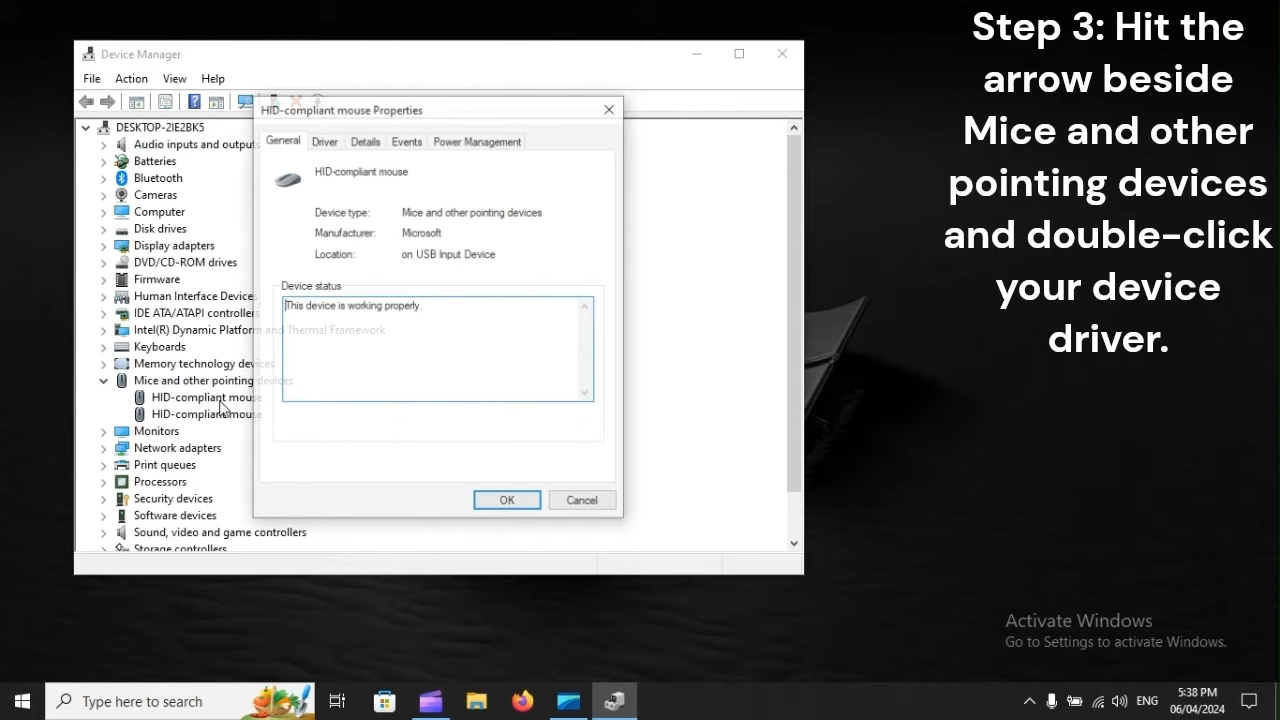 Step 3: Hit the
arrow beside
Mice and other
pointing devices
and double-click
your device
driver.
Device Manager
File Action View Help
DESKTOP-2IE2BK5
Audio inputs and outputs
Batteries
Bluetooth
Cameras
Computer
Disk drives
Display adapters
DVD/CD-ROM drives
Firmware
Human Interface Devices
IDE ATA/ATAPI controllers
Intel(R) Dynamic Platform and Thermal Framework
Keyboards
Memory technology devices
Mice and other pointing devices
HID-compliant mouse
HID-compliant mouse
Monitors
Network adapters
Print queues
Processors
Security devices
Software devices
Sound, video and game controllers
Storage controllers
HID-compliant mouse Properties
General Driver Details Events Power Management
HID-compliant mouse
Device type: Mice and other pointing devices
Manufacturer: Microsoft
Location: on USB Input Device
Device status
This device is working properly.
OK Cancel
Activate Windows
Go to Settings to activate Windows.
Type here to search
ENG
5:38 PM
06/04/2024